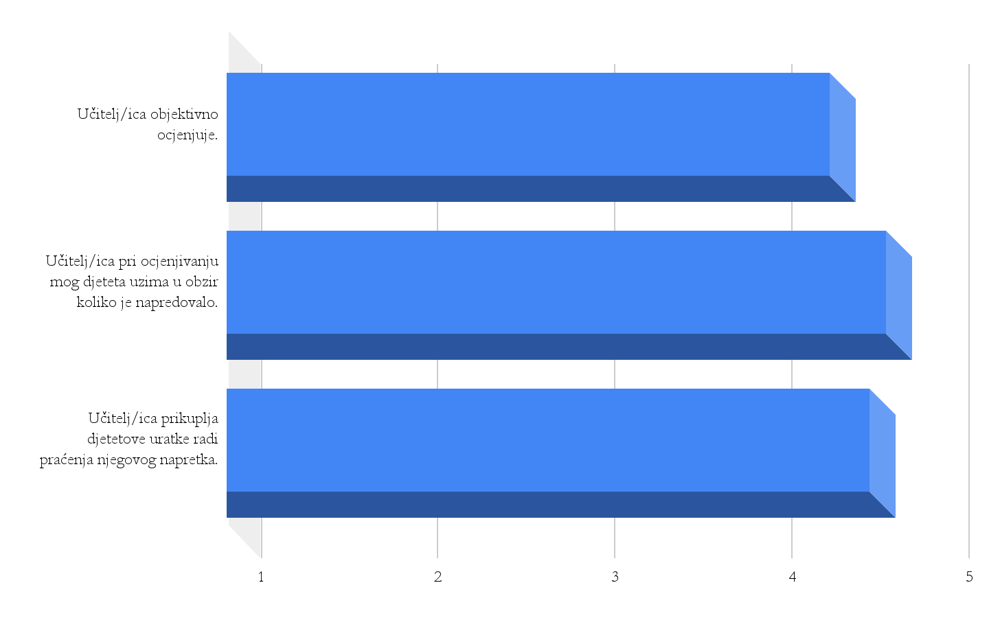 Učitelj/ica objektivno
ocjenjuje.
Učitelj/ica pri ocjenjivanju
mog djeteta uzima u obzir
koliko je napredovalo.
Učitelj/ica prikuplja
djetetove uratke radi
praćenja njegovog napretka.
1 2 3 4 5